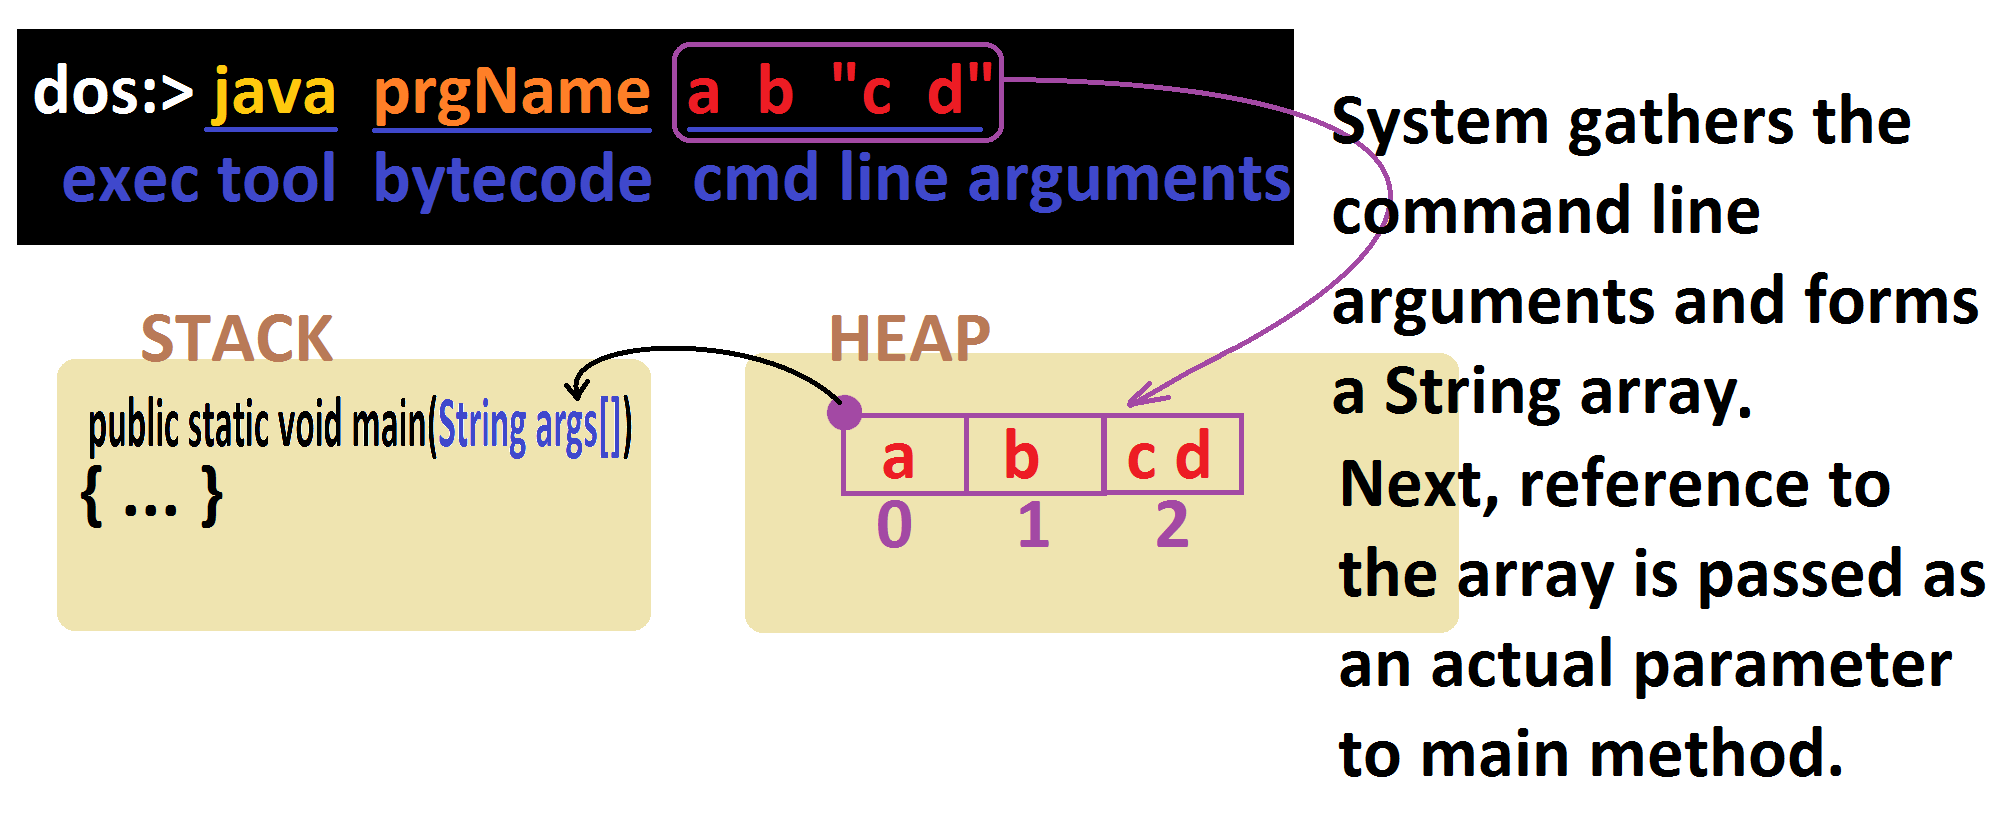 dos:> java prgName a b "c d"
exec tool bytecode cmd line arguments
System gathers the
command line
arguments and forms
a String array.
Next, reference to
the array is passed as
an actual parameter
to main method.
STACK
public static void main(String args[])
{ ... }
HEAP
a b c d
0 1 2